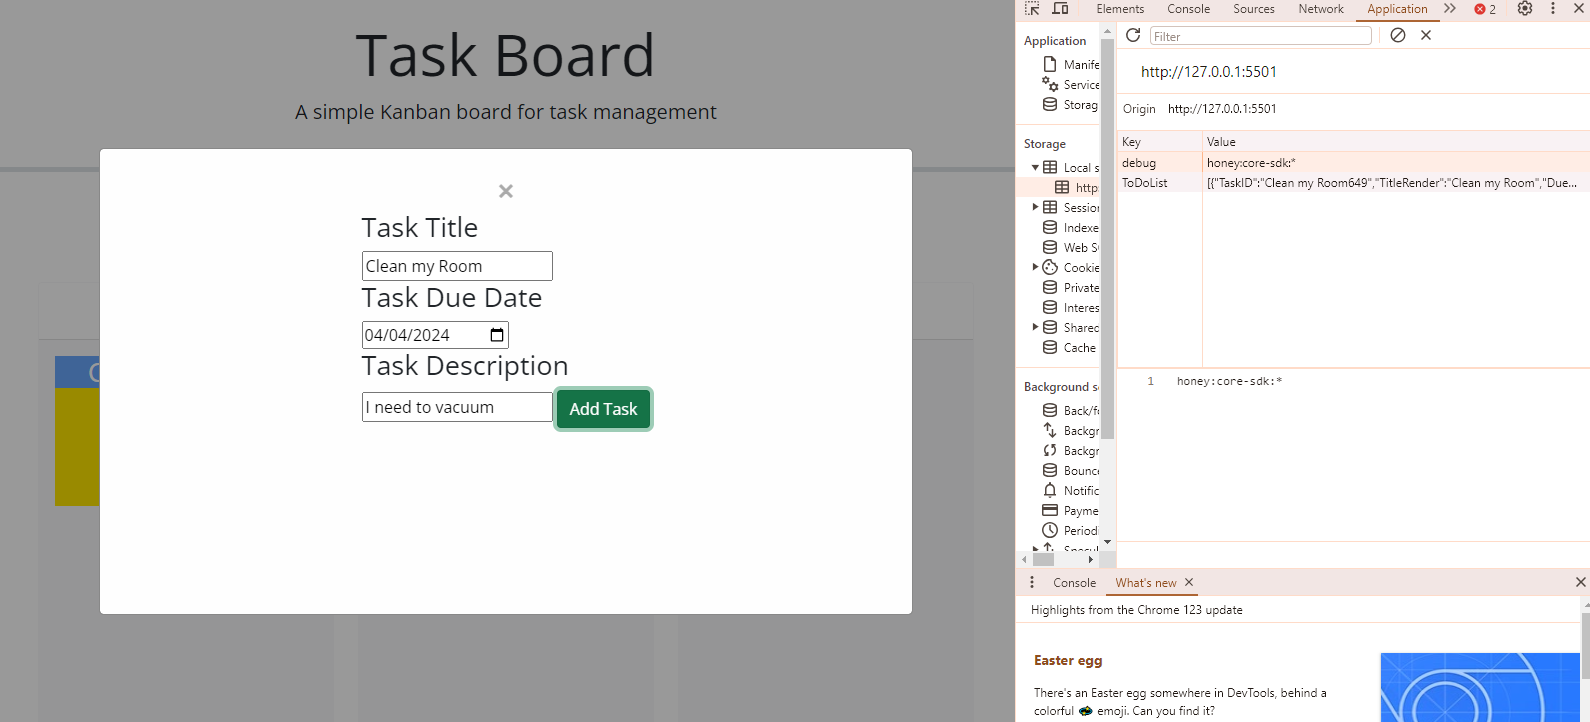 Task Board
A simple Kanban board for task management
×
Task Title
Clean my Room
Task Due Date
04/04/2024
Task Description
I need to vacuum
Add Task
Elements Console Sources Network Application 2
Filter
Application
Manife
Service
Storag
Storage
Local s
http:
Sessio
Indexe
Web S
Cookie
Private
Interes
Shared
Cache
Background s
Back/fo
Backgr
Backgr
Bounce
Notific
Payme
Periodi
Specul
http://127.0.0.1:5501
Origin http://127.0.0.1:5501
Key Value
debug honey:core-sdk:*
ToDoList [{"TaskID":"Clean my Room649","TitleRender":"Clean my Room","Due...
1 honey:core-sdk:*
Console What's new
Highlights from the Chrome 123 update
Easter egg
There's an Easter egg somewhere in DevTools, behind a
colorful emoji. Can you find it?